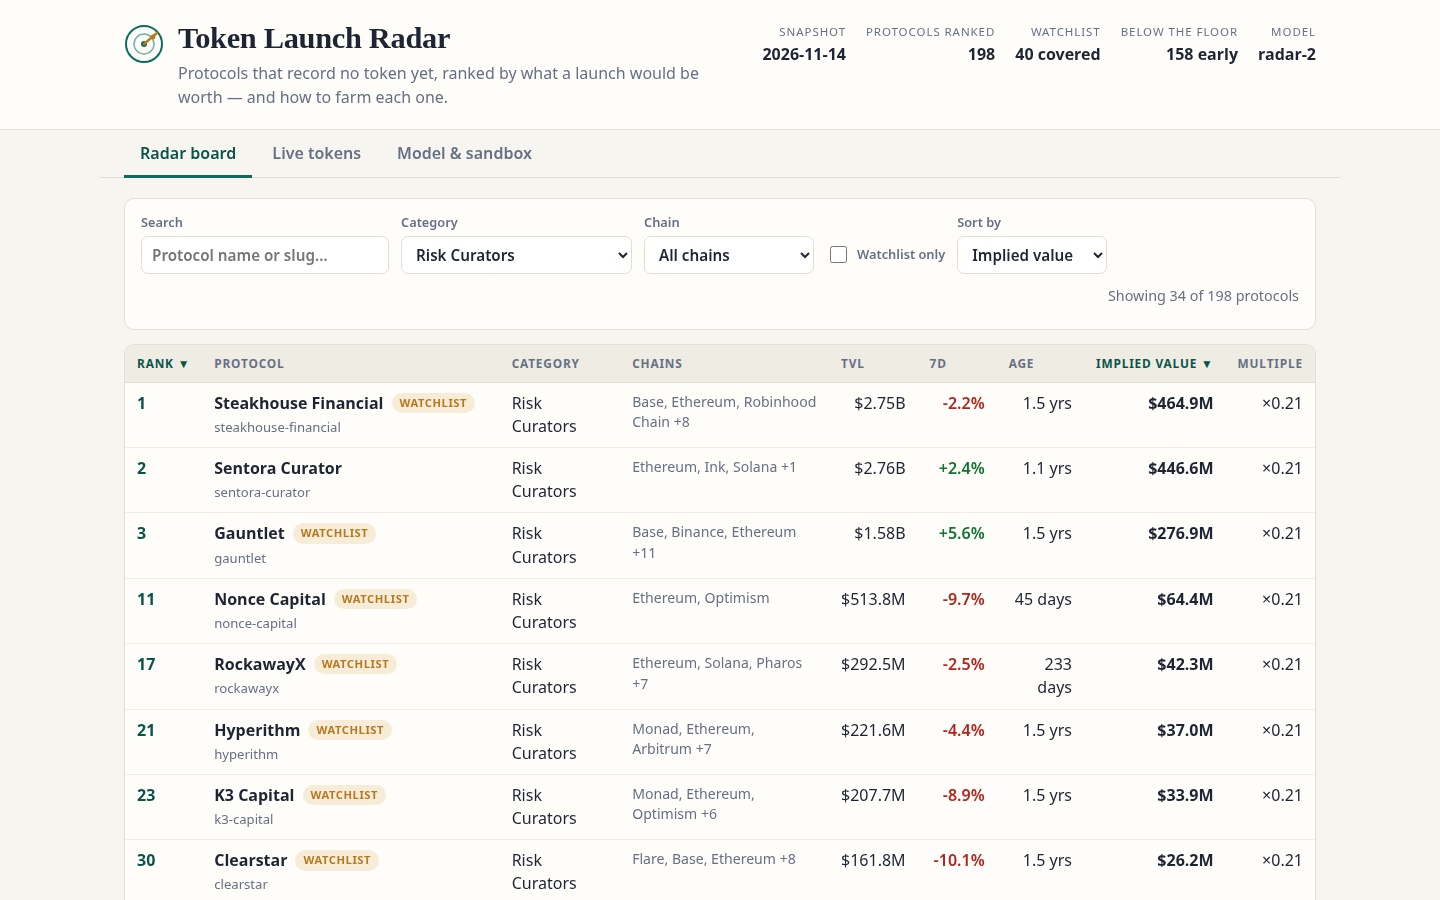 Token Launch Radar
Protocols that record no token yet, ranked by what a launch would be
worth — and how to farm each one.
SNAPSHOT
2026-11-14
PROTOCOLS RANKED
198
WATCHLIST
40 covered
BELOW THE FLOOR
158 early
MODEL
radar-2
Radar board
Live tokens
Model & sandbox
Search
Protocol name or slug...
Category
Risk Curators
Chain
All chains
Watchlist only
Sort by
Implied value
Showing 34 of 198 protocols
RANK ▼ PROTOCOL CATEGORY CHAINS TVL 7D AGE IMPLIED VALUE ▼ MULTIPLE
1 Steakhouse Financial WATCHLIST Risk Base, Ethereum, Robinhood $2.75B -2.2% 1.5 yrs $464.9M ×0.21
steakhouse-financial Curators Chain +8
2 Sentora Curator Risk Ethereum, Ink, Solana +1 $2.76B +2.4% 1.1 yrs $446.6M ×0.21
sentora-curator Curators
3 Gauntlet WATCHLIST Risk Base, Binance, Ethereum $1.58B +5.6% 1.5 yrs $276.9M ×0.21
gauntlet Curators +11
11 Nonce Capital WATCHLIST Risk Ethereum, Optimism $513.8M -9.7% 45 days $64.4M ×0.21
nonce-capital Curators
17 RockawayX WATCHLIST Risk Ethereum, Solana, Pharos $292.5M -2.5% 233 $42.3M ×0.21
rockawayx Curators +7 days
21 Hyperithm WATCHLIST Risk Monad, Ethereum, $221.6M -4.4% 1.5 yrs $37.0M ×0.21
hyperithm Curators Arbitrum +7
23 K3 Capital WATCHLIST Risk Monad, Ethereum, $207.7M -8.9% 1.5 yrs $33.9M ×0.21
k3-capital Curators Optimism +6
30 Clearstar WATCHLIST Risk Flare, Base, Ethereum +8 $161.8M -10.1% 1.5 yrs $26.2M ×0.21
clearstar Curators